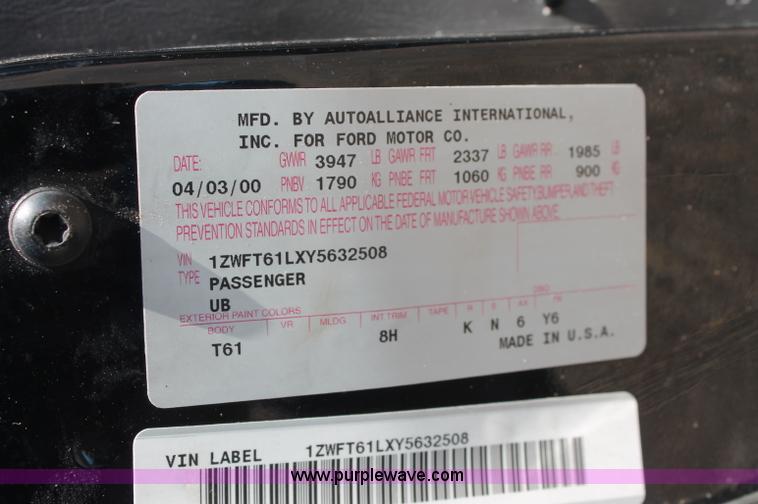 MFD. BY AUTOALLIANCE INTERNATIONAL,
INC. FOR FORD MOTOR CO.
DATE: GVWR 3947 LB GAWR FRT 2337 LB GAWR RR 1985 LB
04/03/00 PNBV 1790 KG PNBE FRT 1060 KG PNBE RR 900 KG
THIS VEHICLE CONFORMS TO ALL APPLICABLE FEDERAL MOTOR VEHICLE SAFETY, BUMPER, AND THEFT
PREVENTION STANDARDS IN EFFECT ON THE DATE OF MANUFACTURE SHOWN ABOVE.
VIN 1ZWFT61LXY5632508
TYPE PASSENGER
UB
EXTERIOR PAINT COLORS DSO
BODY VR MLDG INT TRIM TAPE R S AX TR
T61 8H K N 6 Y6
MADE IN U.S.A.
VIN LABEL 1ZWFT61LXY5632508
www.purplewave.com